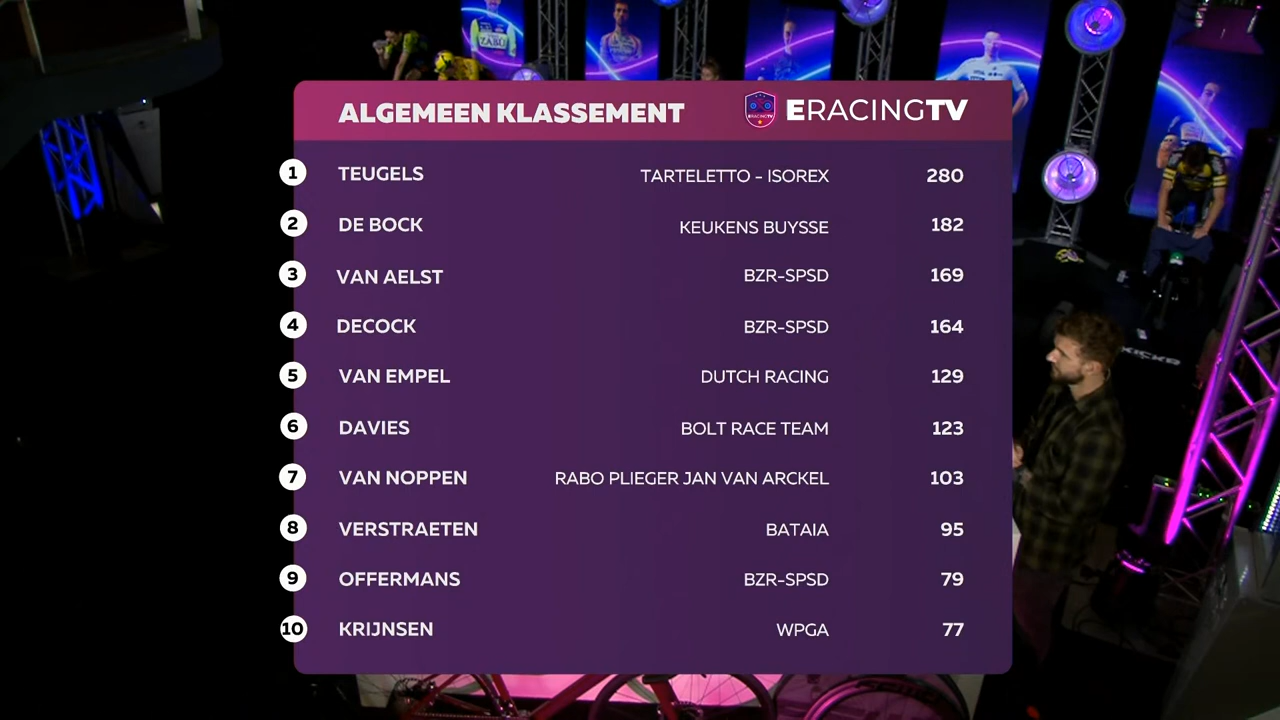 ZABÛ
ALGEMEEN KLASSEMENT
ERACINGTV
ERACINGTV
1 TEUGELS TARTELETTO - ISOREX 280
2 DE BOCK KEUKENS BUYSSE 182
3 VAN AELST BZR-SPSD 169
4 DECOCK BZR-SPSD 164
5 VAN EMPEL DUTCH RACING 129
6 DAVIES BOLT RACE TEAM 123
7 VAN NOPPEN RABO PLIEGER JAN VAN ARCKEL 103
8 VERSTRAETEN BATAIA 95
9 OFFERMANS BZR-SPSD 79
10 KRIJNSEN WPGA 77
KICKR